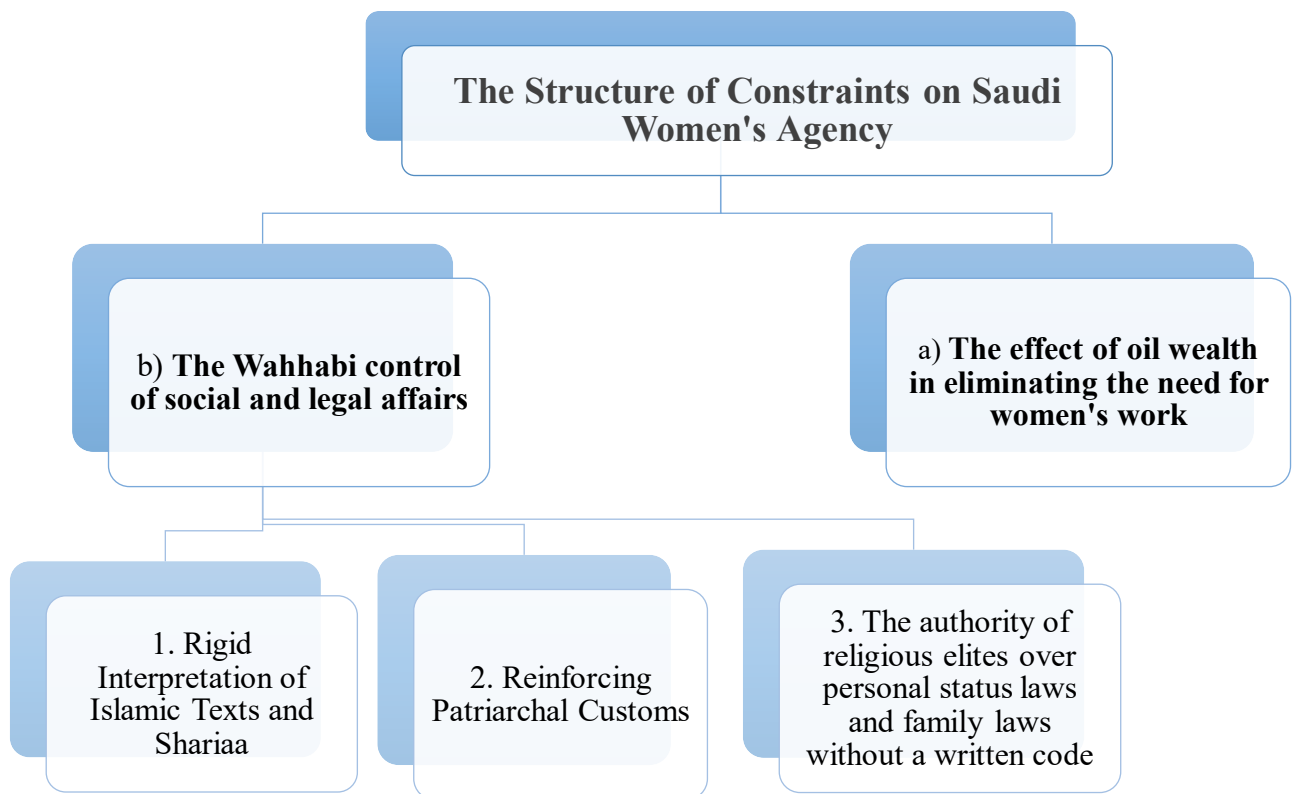 The Structure of Constraints on Saudi
Women's Agency
b) The Wahhabi control
of social and legal affairs
a) The effect of oil wealth
in eliminating the need for
women's work
1. Rigid
Interpretation of
Islamic Texts and
Shariaa
2. Reinforcing
Patriarchal Customs
3. The authority of
religious elites over
personal status laws
and family laws
without a written code